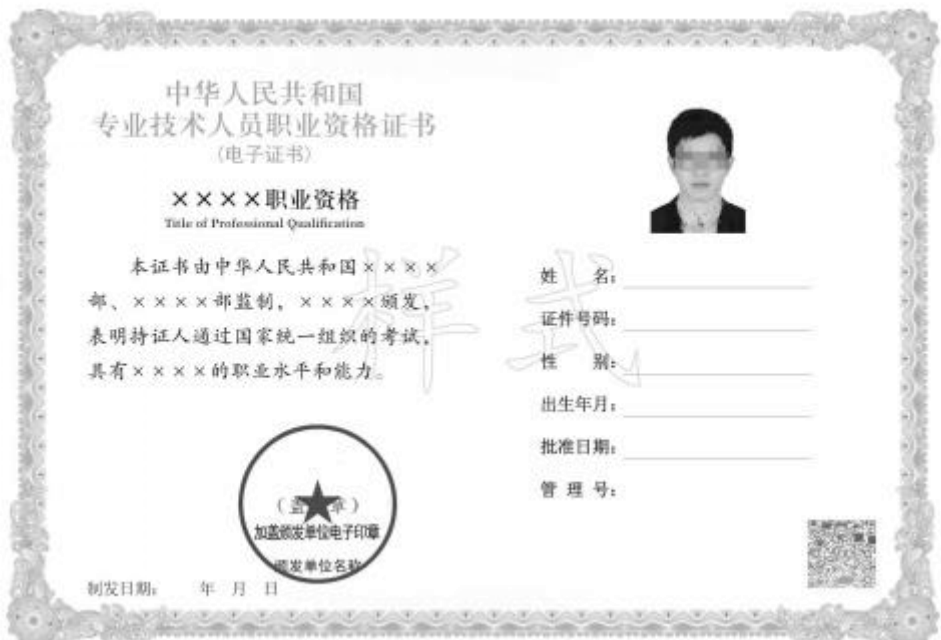 中华人民共和国
专业技术人员职业资格证书
(电子证书)
××××职业资格
Title of Professional Qualification
本证书由中华人民共和国××××
部、××××部监制，××××颁发，
表明持证人通过国家统一组织的考试，
具有××××的职业水平和能力。
样式
姓 名：
证件号码：
性 别：
出生年月：
批准日期：
管 理 号：
加盖颁发单位电子印章
颁发单位名称
制发日期： 年 月 日